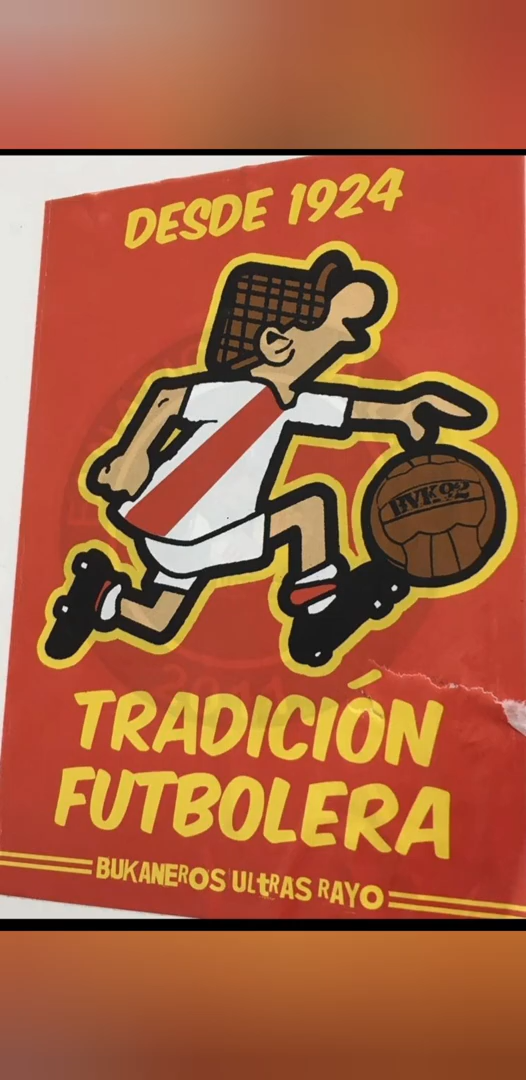 DESDE 1924
BVK92
TRADICIÓN
FUTBOLERA
BUKANEROS ULtRAS RAYO